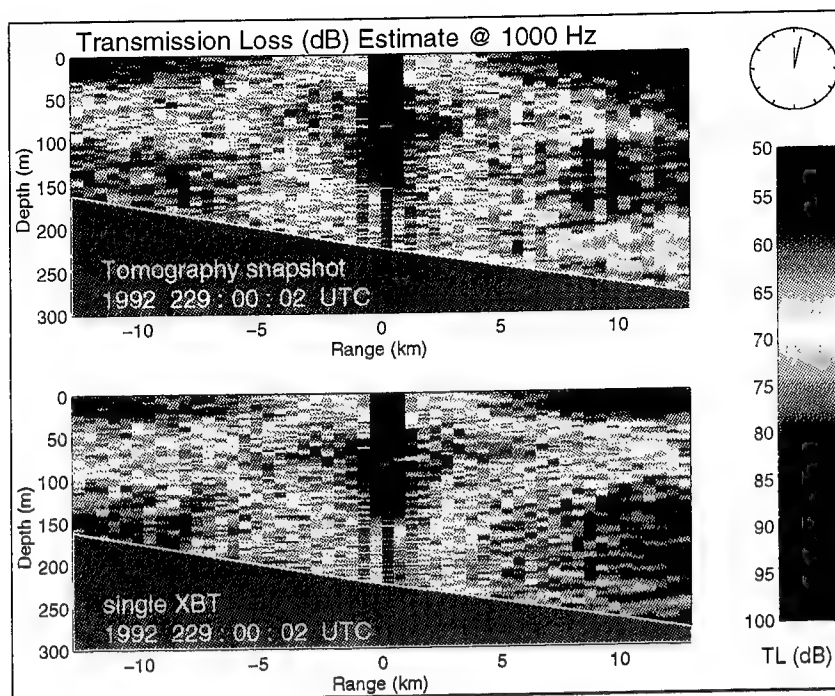 Transmission Loss (dB) Estimate @ 1000 Hz
0
50
100
150
200
250
300
Depth (m)
Tomography snapshot
1992 229 : 00 : 02 UTC
−10 −5 0 5 10
Range (km)
0
50
100
150
200
250
300
Depth (m)
single XBT
1992 229 : 00 : 02 UTC
−10 −5 0 5 10
Range (km)
50
55
60
65
70
75
80
85
90
95
100
TL (dB)